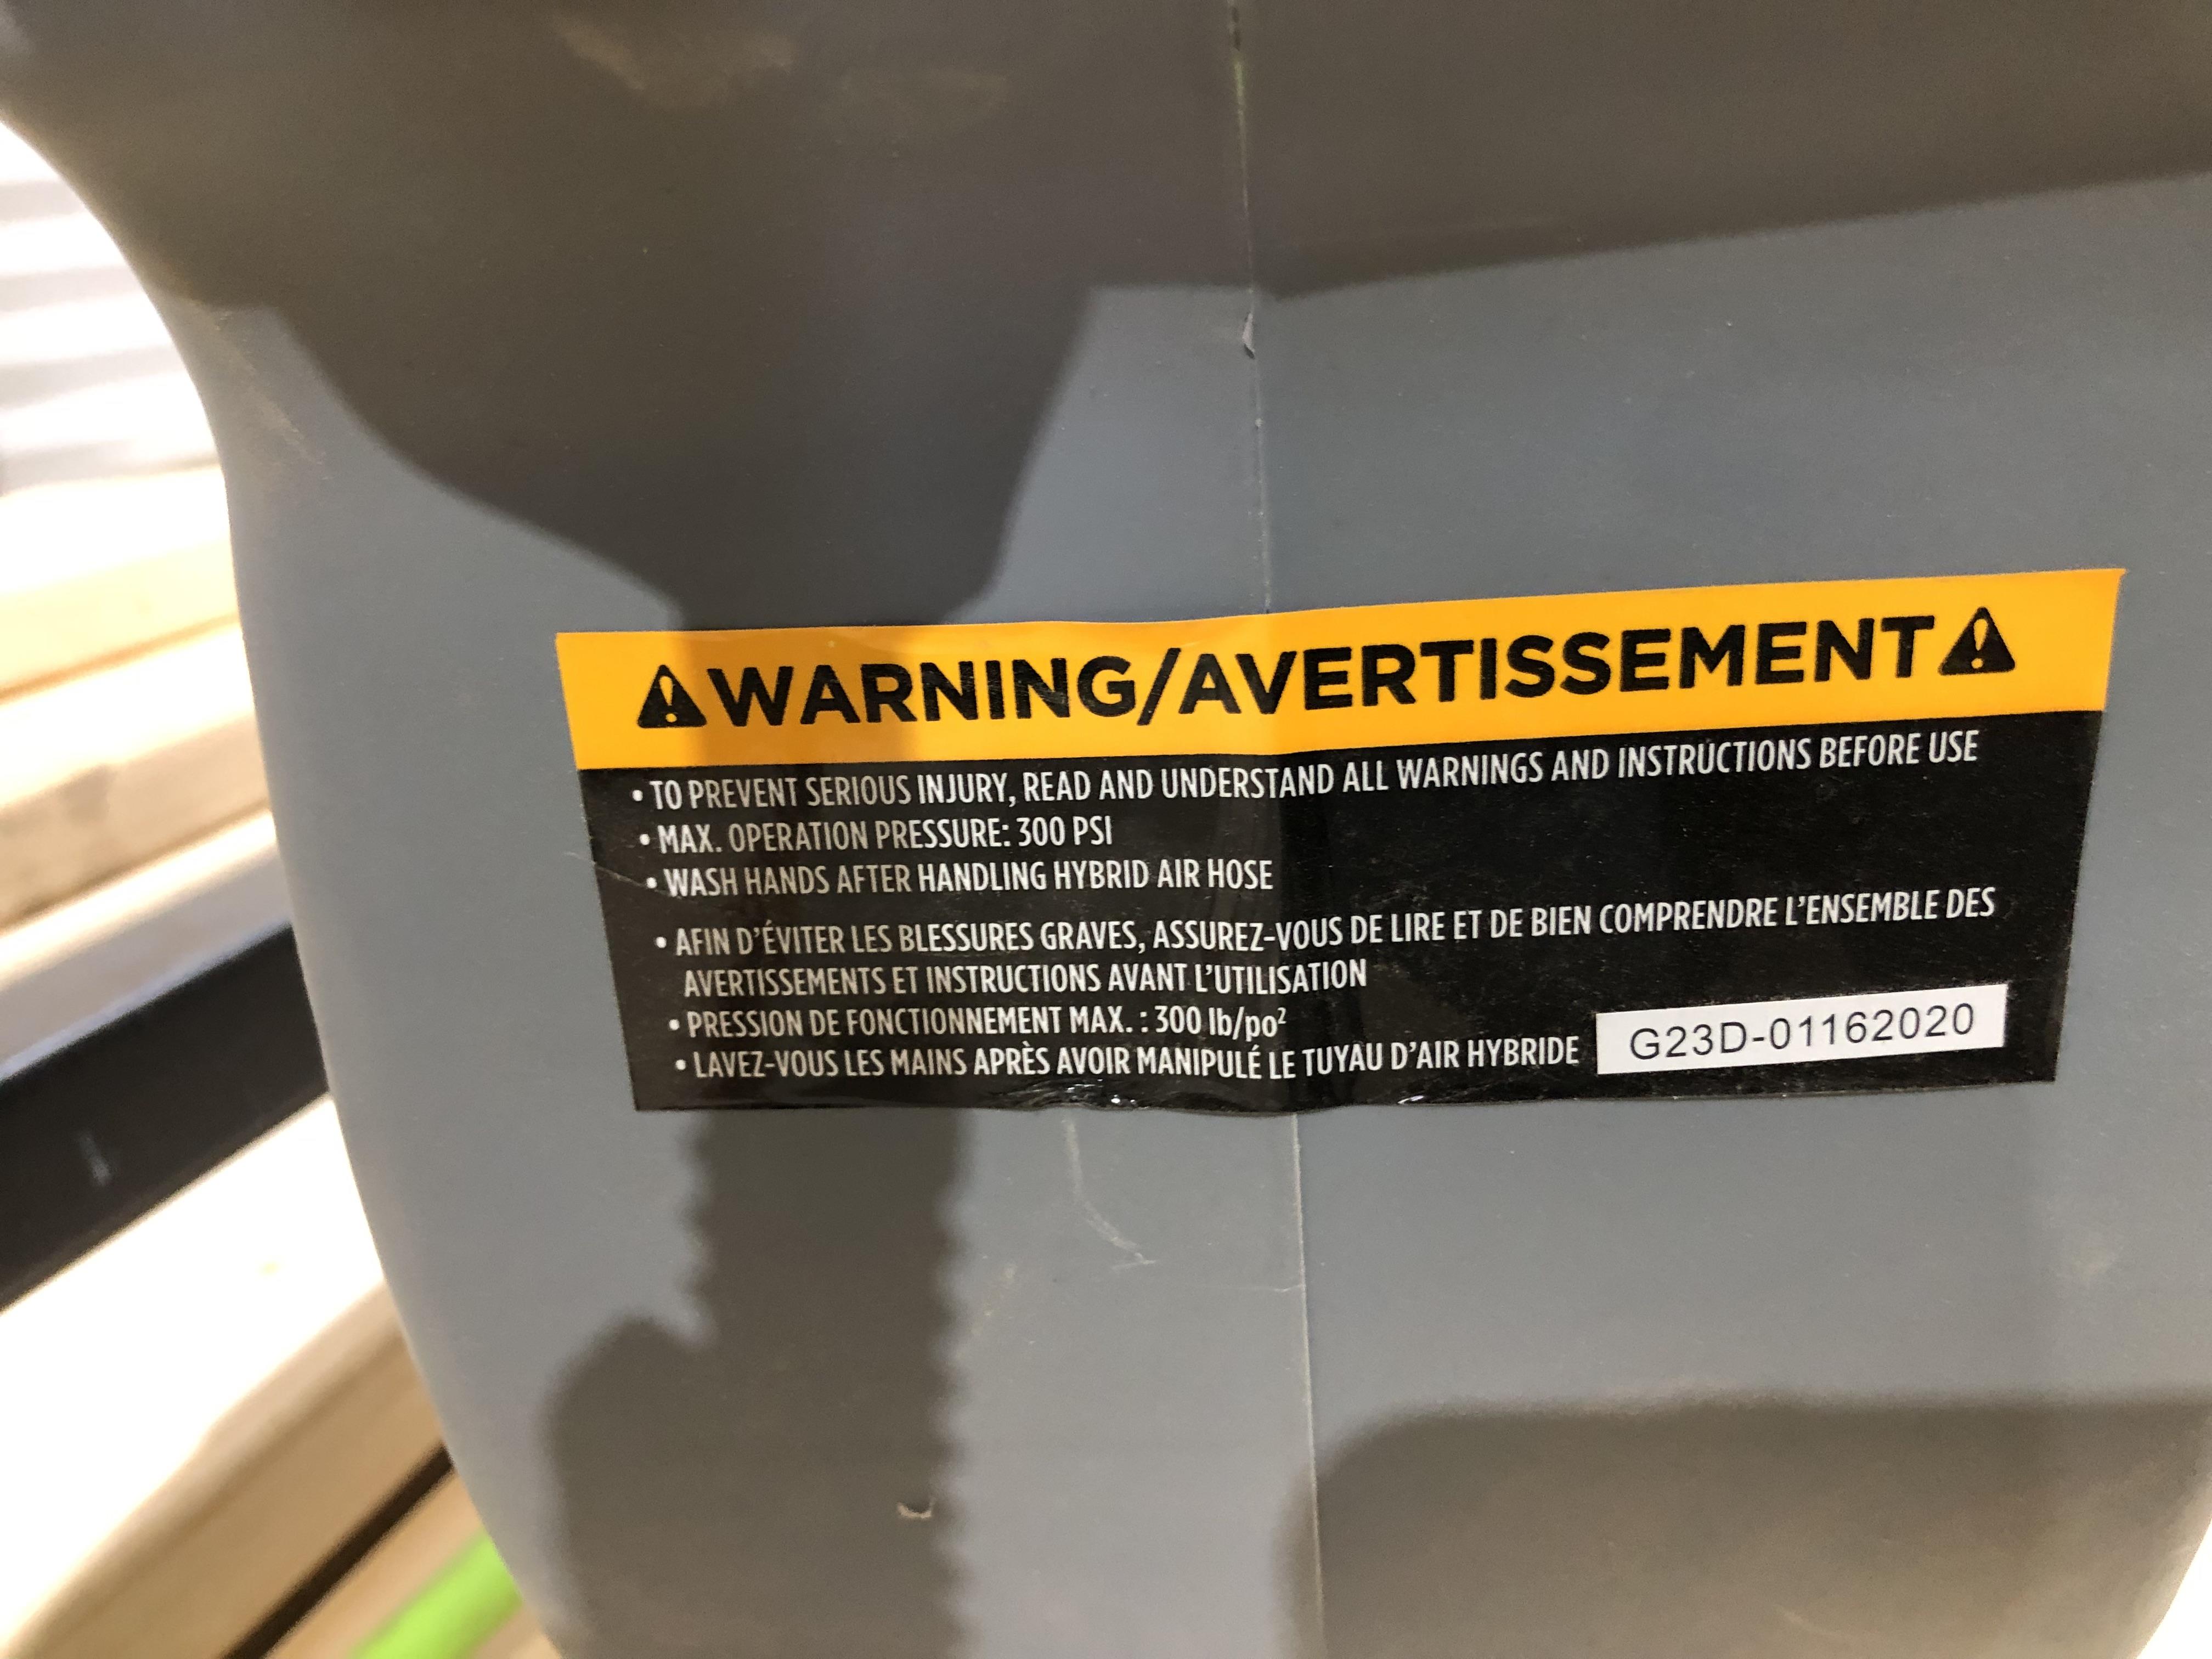 WARNING/AVERTISSEMENT
• TO PREVENT SERIOUS INJURY, READ AND UNDERSTAND ALL WARNINGS AND INSTRUCTIONS BEFORE USE
• MAX. OPERATION PRESSURE: 300 PSI
• WASH HANDS AFTER HANDLING HYBRID AIR HOSE
• AFIN D'ÉVITER LES BLESSURES GRAVES, ASSUREZ-VOUS DE LIRE ET DE BIEN COMPRENDRE L'ENSEMBLE DES
AVERTISSEMENTS ET INSTRUCTIONS AVANT L'UTILISATION
• PRESSION DE FONCTIONNEMENT MAX. : 300 lb/po²
• LAVEZ-VOUS LES MAINS APRÈS AVOIR MANIPULÉ LE TUYAU D'AIR HYBRIDE
G23D-01162020